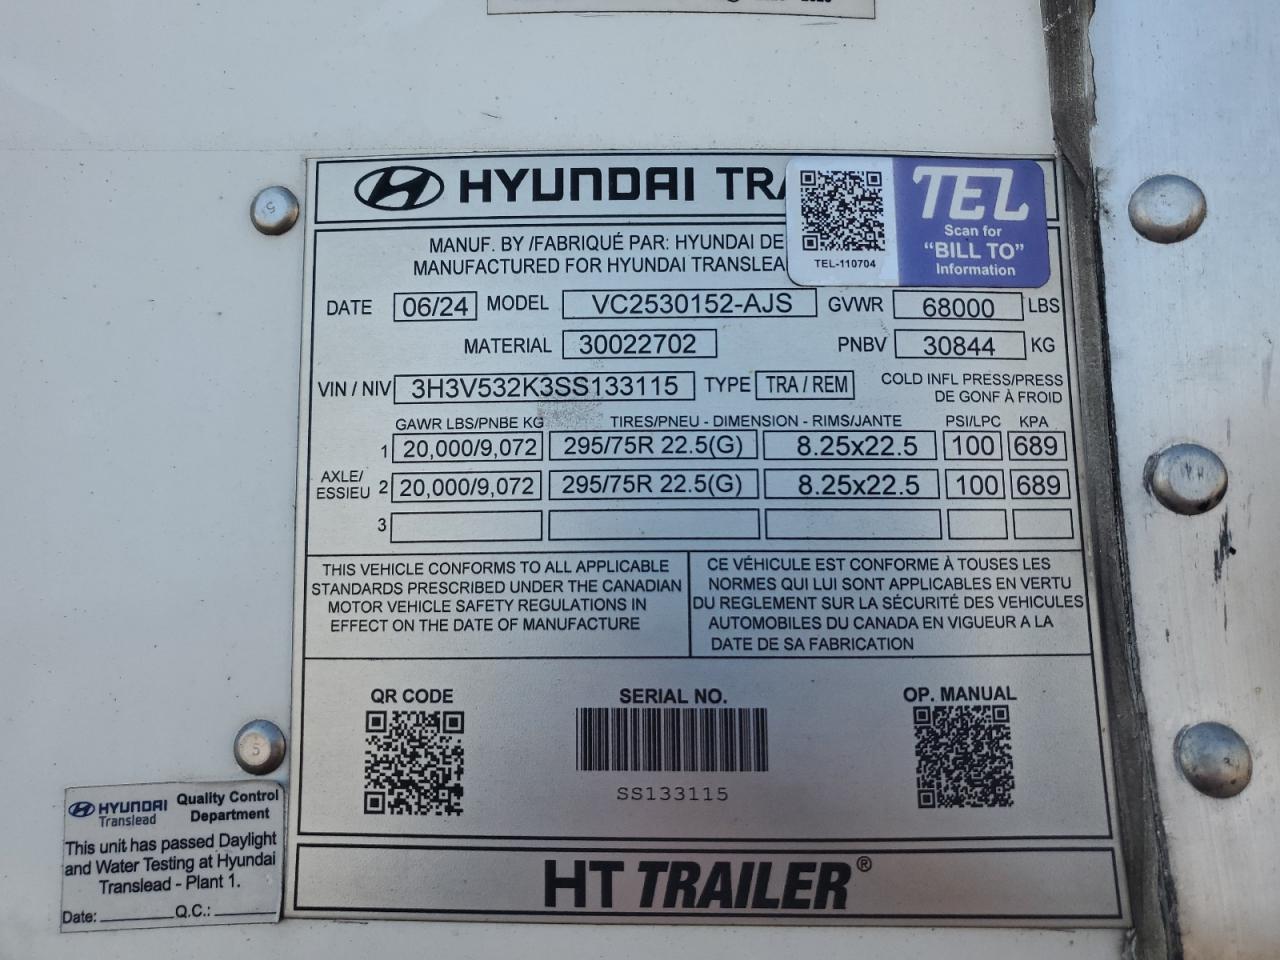 HYUNDAI
TEL
Scan for
"BILL TO"
Information
TEL-110704
MANUF. BY /FABRIQUÉ PAR: HYUNDAI DE
MANUFACTURED FOR HYUNDAI
DATE 06/24 MODEL VC2530152-AJS GVWR 68000 LBS
MATERIAL 30022702 PNBV 30844 KG
VIN / NIV 3H3V532K3SS133115 TYPE TRA / REM COLD INFL PRESS/PRESS
DE GONF À FROID
GAWR LBS/PNBE KG TIRES/PNEU - DIMENSION - RIMS/JANTE PSI/LPC KPA
1 20,000/9,072 295/75R 22.5(G) 8.25x22.5 100 689
AXLE/
ESSIEU 2 20,000/9,072 295/75R 22.5(G) 8.25x22.5 100 689
3
THIS VEHICLE CONFORMS TO ALL APPLICABLE
STANDARDS PRESCRIBED UNDER THE CANADIAN
MOTOR VEHICLE SAFETY REGULATIONS IN
EFFECT ON THE DATE OF MANUFACTURE
CE VÉHICULE EST CONFORME À TOUSES LES
NORMES QUI LUI SONT APPLICABLES EN VERTU
DU REGLEMENT SUR LA SÉCURITÉ DES VEHICULES
AUTOMOBILES DU CANADA EN VIGUEUR A LA
DATE DE SA FABRICATION
QR CODE SERIAL NO. OP. MANUAL
SS133115
HT TRAILER®
HYUNDAI
Translead
Quality Control
Department
This unit has passed Daylight
and Water Testing at Hyundai
Translead - Plant 1.
Date: Q.C.:
5
5